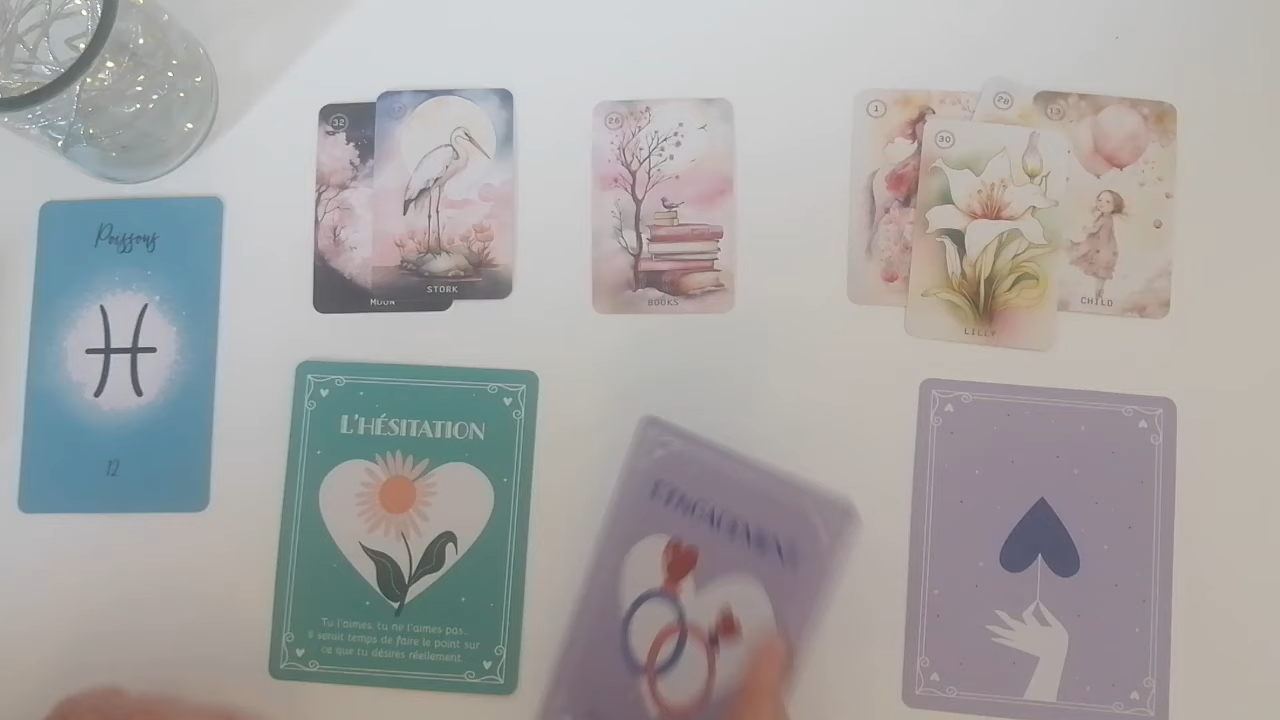 Poissons
12
32
MOON
STORK
26
BOOKS
1
28
13
30
LILLY
CHILD
L'HÉSITATION
Tu l'aimes, tu ne l'aimes pas...
il serait temps de faire le point sur
ce que tu désires réellement.
L'ENGAGEMENT